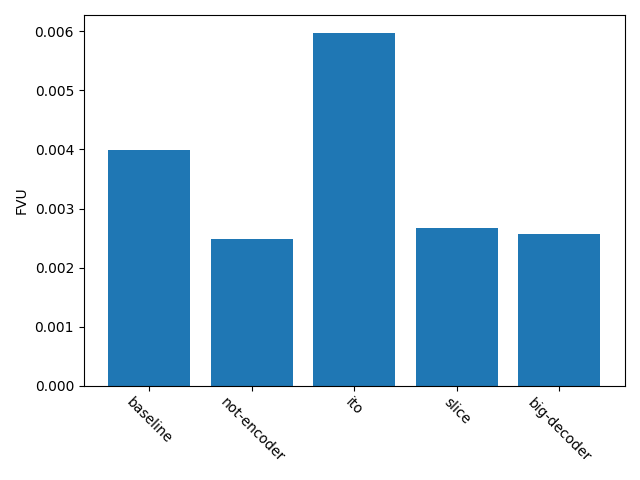 0.006
0.005
0.004
0.003
0.002
0.001
0.000
FVU
baseline
not-encoder
ito
slice
big-decoder